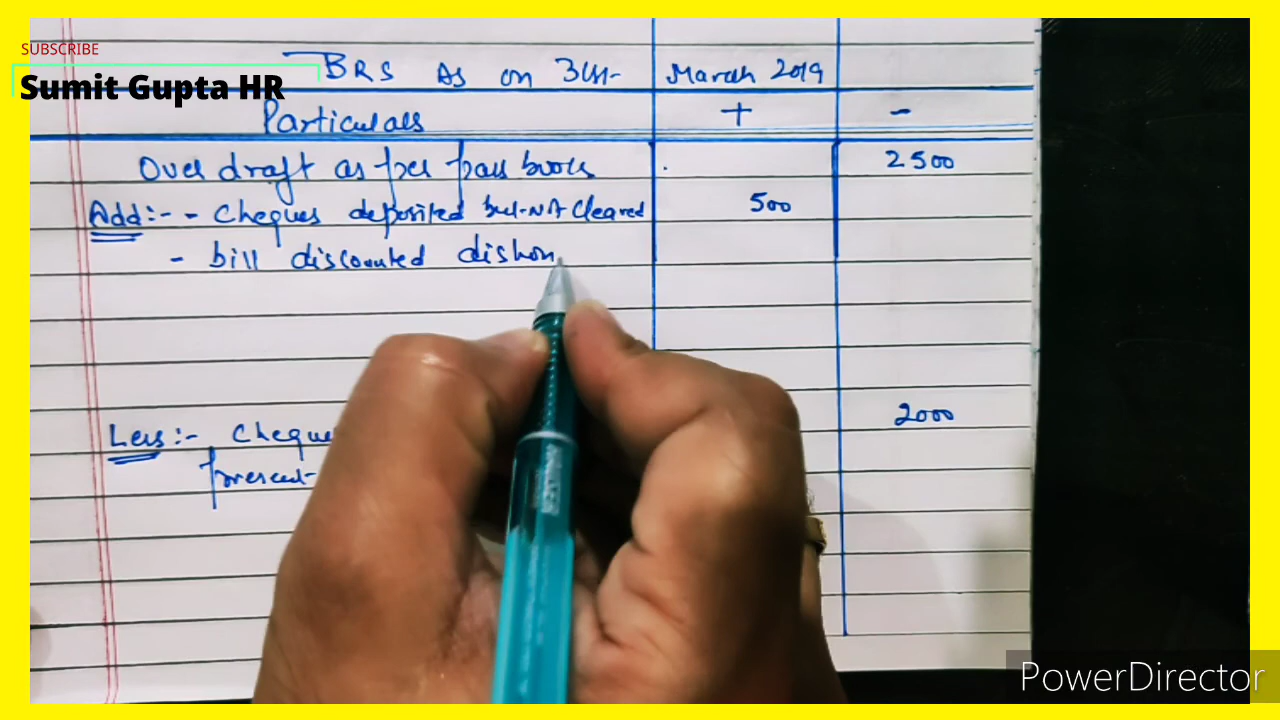 SUBSCRIBE
Sumit Gupta HR
BRS As on 31st March 2019
Particulars + -
Over draft as per pass book 2500
Add:- - Cheques deposited but Not Cleared 500
- bill discounted dishon
Less:- Cheque 2000
present
PowerDirector